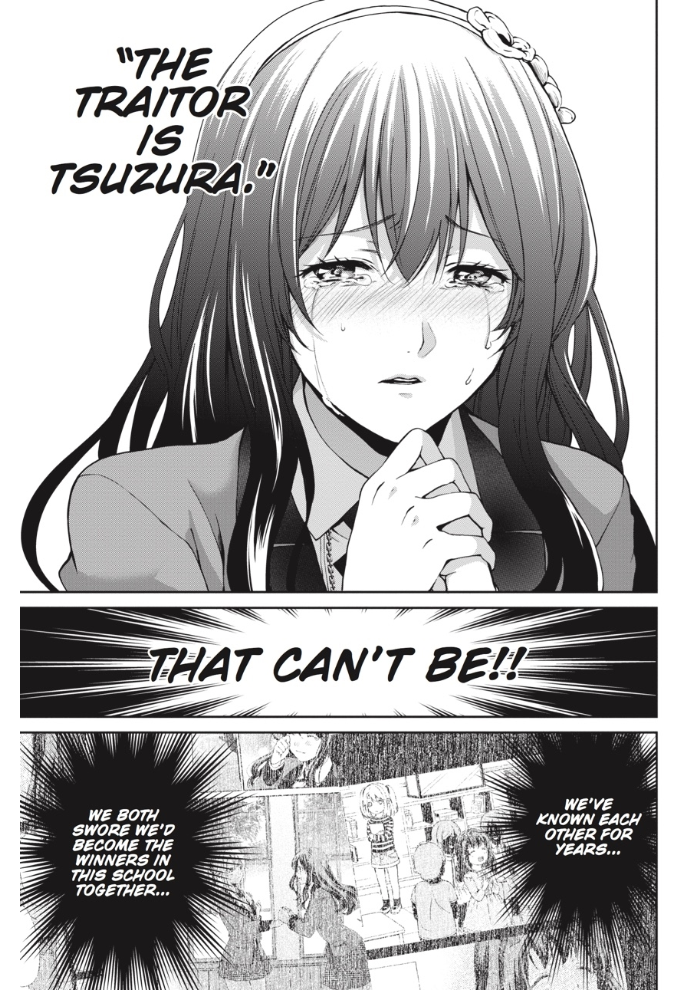 "THE
TRAITOR
IS
TSUZURA."
THAT CAN'T BE!!
WE'VE
KNOWN EACH
OTHER FOR
YEARS...
WE BOTH
SWORE WE'D
BECOME THE
WINNERS IN
THIS SCHOOL
TOGETHER...